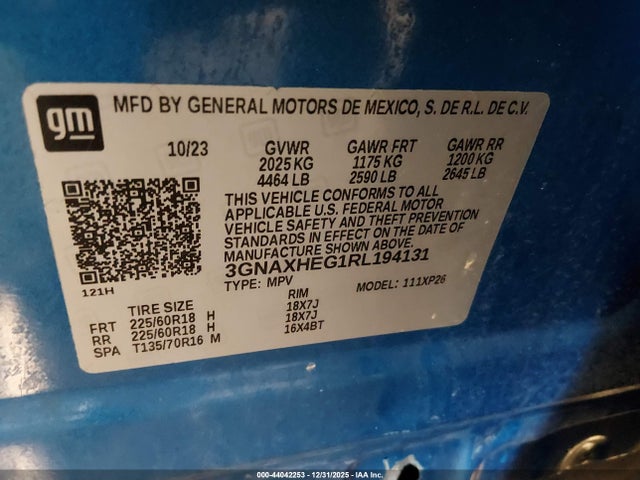 gm
MFD BY GENERAL MOTORS DE MEXICO, S. DE R.L. DE C.V.
10/23 GVWR GAWR FRT GAWR RR
2025 KG 1175 KG 1200 KG
4464 LB 2590 LB 2645 LB
THIS VEHICLE CONFORMS TO ALL
APPLICABLE U.S. FEDERAL MOTOR
VEHICLE SAFETY AND THEFT PREVENTION
STANDARDS IN EFFECT ON THE DATE OF
MANUFACTURE SHOWN ABOVE.
3GNAXHEG1RL194131
TYPE: MPV MODEL: 111XP26
121H
TIRE SIZE RIM
FRT 225/60R18 H 18X7J
RR 225/60R18 H 18X7J
SPA T135/70R16 M 16X4BT
000-44042253 - 12/31/2025 - IAA Inc.